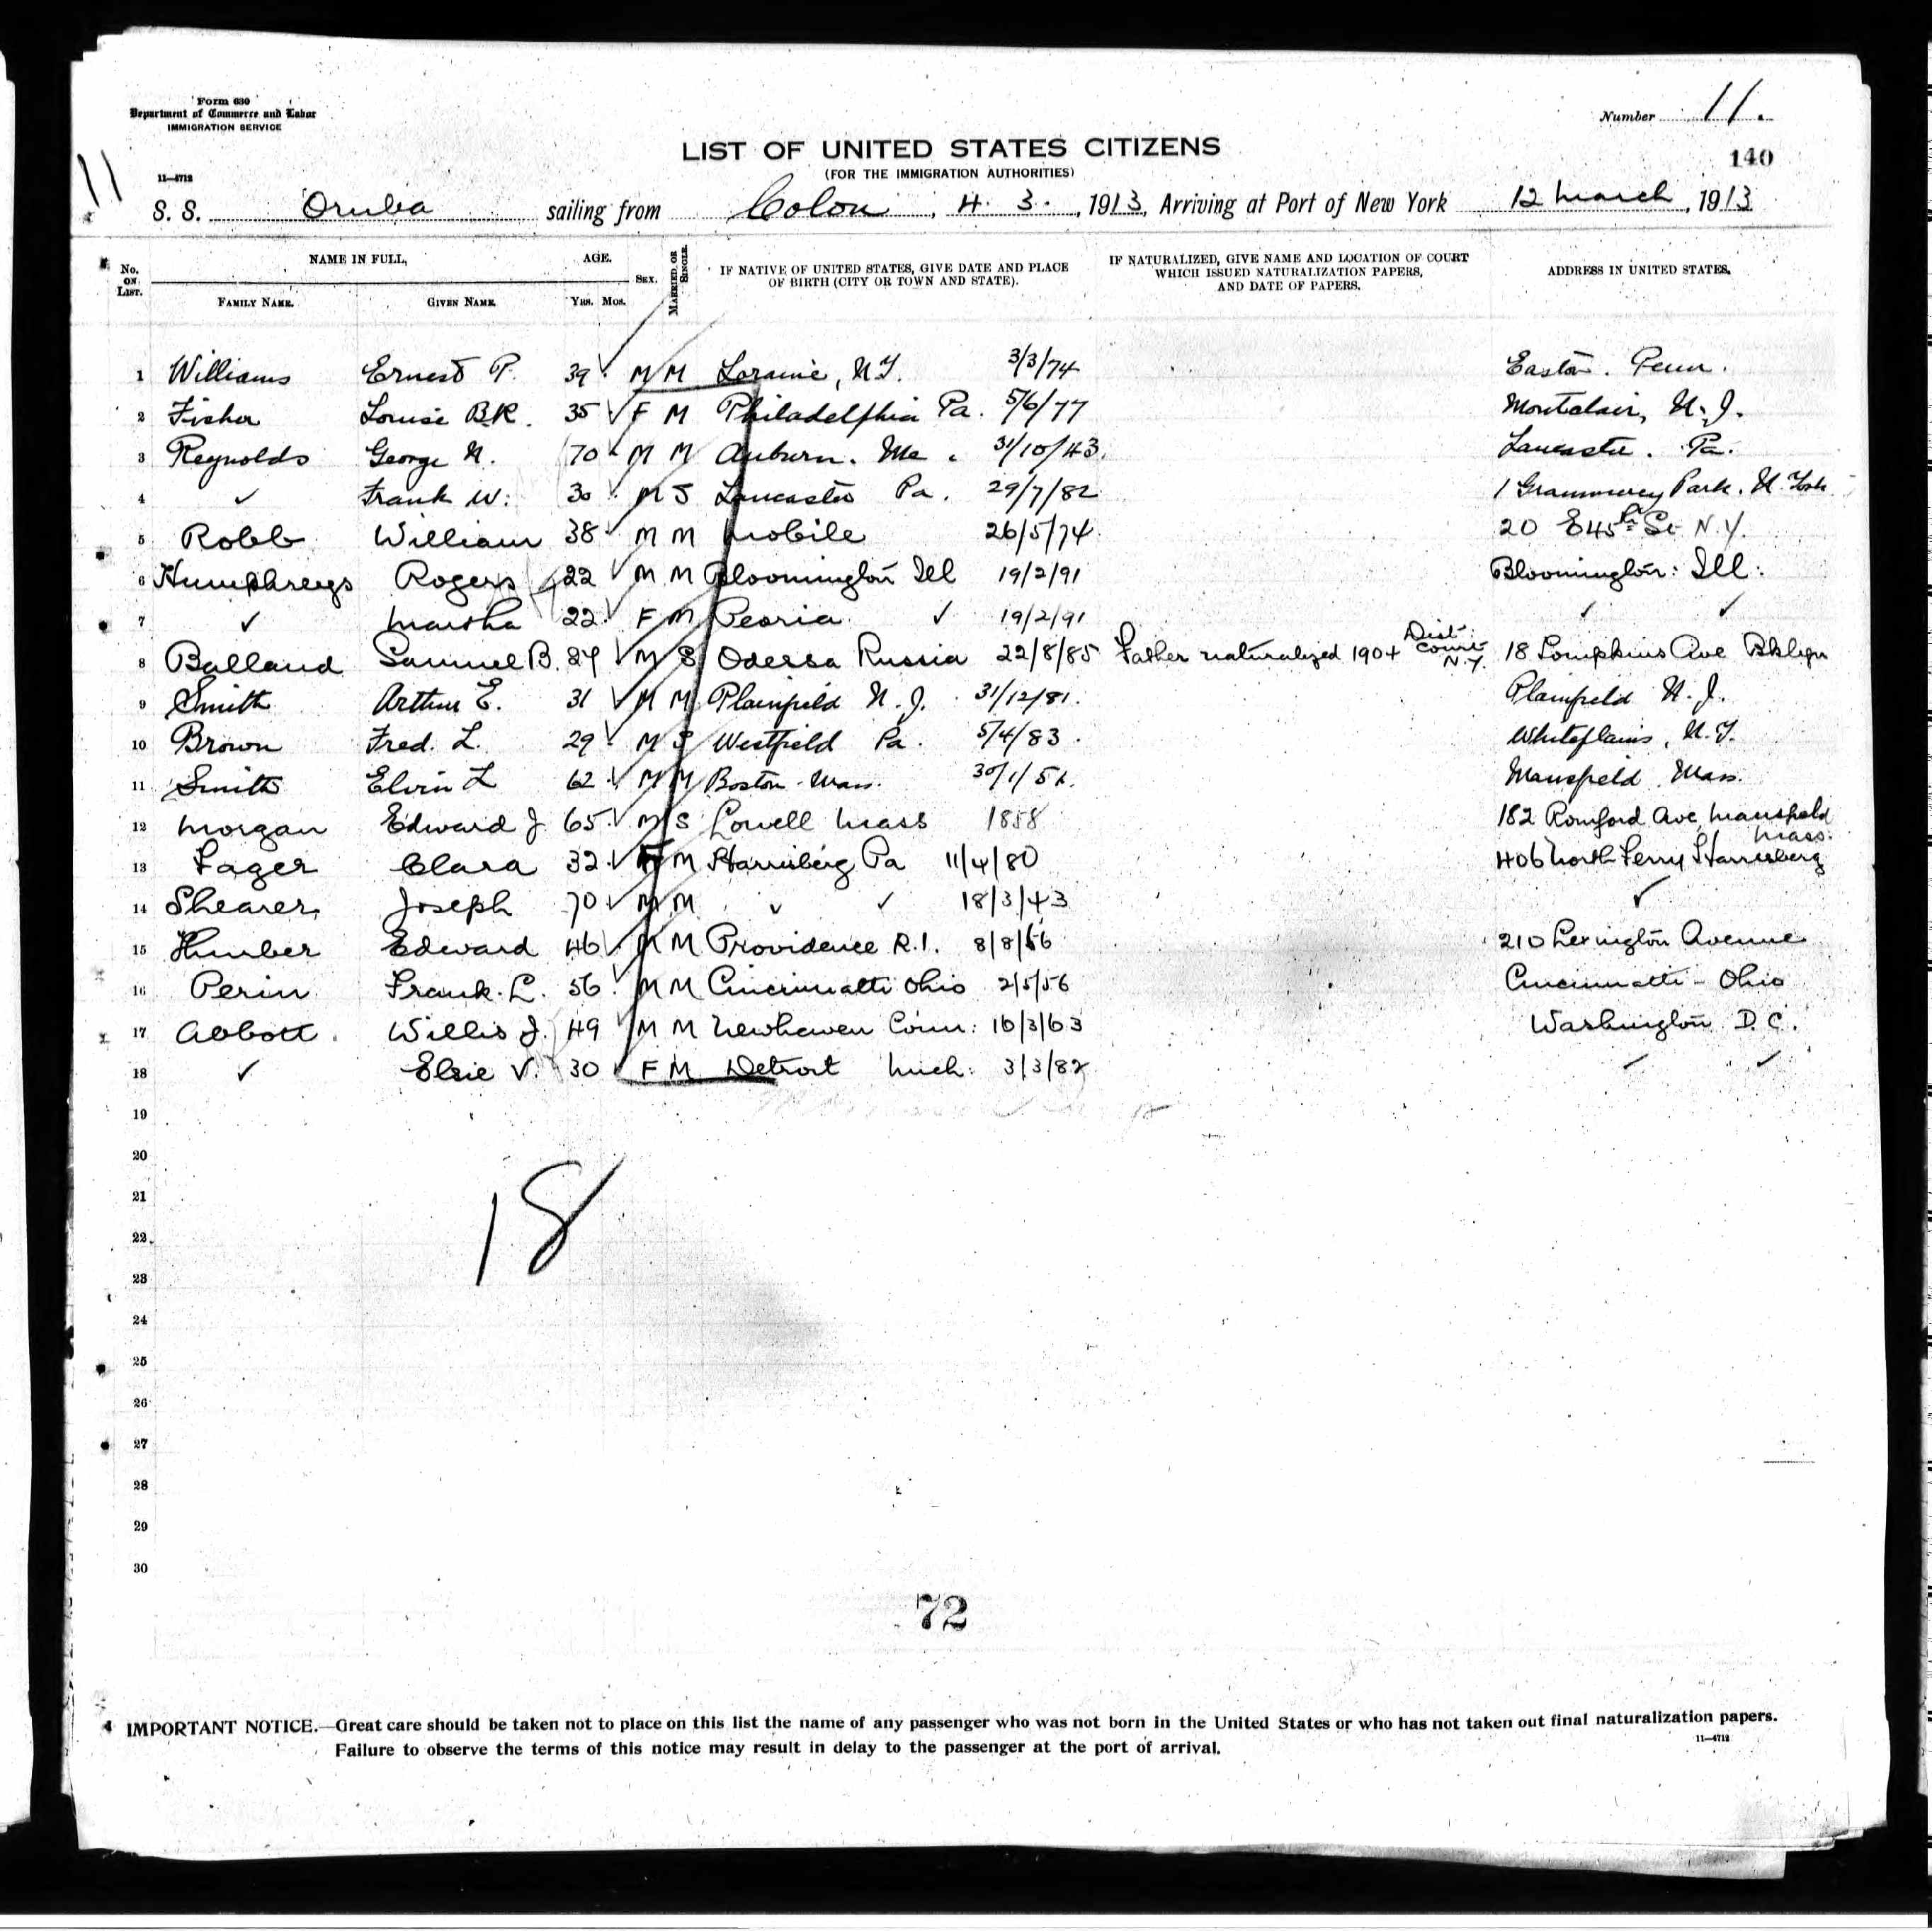 Form 630
Department of Commerce and Labor
IMMIGRATION SERVICE
Number 11.
LIST OF UNITED STATES CITIZENS
140
(FOR THE IMMIGRATION AUTHORITIES)
11
11—4712
S. S. Oruba sailing from Colon, 4. 3., 1913, Arriving at Port of New York 12 March, 1913
No. ON LIST. NAME IN FULL, AGE. SEX. MARRIED OR SINGLE. IF NATIVE OF UNITED STATES, GIVE DATE AND PLACE OF BIRTH (CITY OR TOWN AND STATE). IF NATURALIZED, GIVE NAME AND LOCATION OF COURT WHICH ISSUED NATURALIZATION PAPERS, AND DATE OF PAPERS. ADDRESS IN UNITED STATES.
FAMILY NAME. GIVEN NAME. YRS. MOS.
1 Williams Ernest P. 39 M M Loraine, N.Y. 3/3/74 Easton. Penn.
2 Fisher Louise B.R. 35 F M Philadelphia Pa. 5/6/77 Montclair, N.J.
3 Reynolds George N. 70 M M Auburn. Me. 31/10/43. Lancaster. Pa.
4 ✓ Frank W. 30 M S Lancaster Pa. 29/7/82 1 Grammercy Park. N. York
5 Robb William 38 M M Mobile 26/5/74 20 E 45th St N.Y.
6 Humphreys Rogers 22 M M Bloomington Ill 19/2/91 Bloomington: Ill:
7 ✓ Martha 22 F M Peoria ✓ 19/2/91 ✓ ✓
8 Balland Samuel B. 27 M S Odessa Russia 22/8/85 Father naturalized 1904 Dist. Court N.Y. 18 Tompkins Ave Bklyn
9 Smith Arthur E. 31 M M Plainfield N.J. 31/12/81. Plainfield N.J.
10 Brown Fred. L. 29 M S Westfield Pa. 5/4/83. Whiteplains, N.Y.
11 Smith Elvin L 62 M M Boston Mass. 30/1/51. Mansfield Mass.
12 Morgan Edward J 65 M S Lowell Mass 1858 182 Rumford Ave, Mansfield Mass.
13 Fager Clara 32 F M Harrisberg Pa 11/4/80 406 North Ferry Harrisberg
14 Shearer Joseph 70 M M ✓ ✓ 18/3/43 ✓
15 Humber Edward 46 M M Providence R.I. 8/8/66 210 Lexington Avenue
16 Perin Frank. L. 56 M M Cincinnatti Ohio 2/5/56 Cincinnatti - Ohio
17 Abbott. Willis J. 49 M M Newhaven Conn: 16/3/63 Washington D.C.
18 ✓ Elsie V. 30 F M Detroit Mich: 3/3/82 ✓ ✓
19
20
21
22
23
24
25
26
27
28
29
30
18
72
IMPORTANT NOTICE.—Great care should be taken not to place on this list the name of any passenger who was not born in the United States or who has not taken out final naturalization papers.
Failure to observe the terms of this notice may result in delay to the passenger at the port of arrival.
11—4712